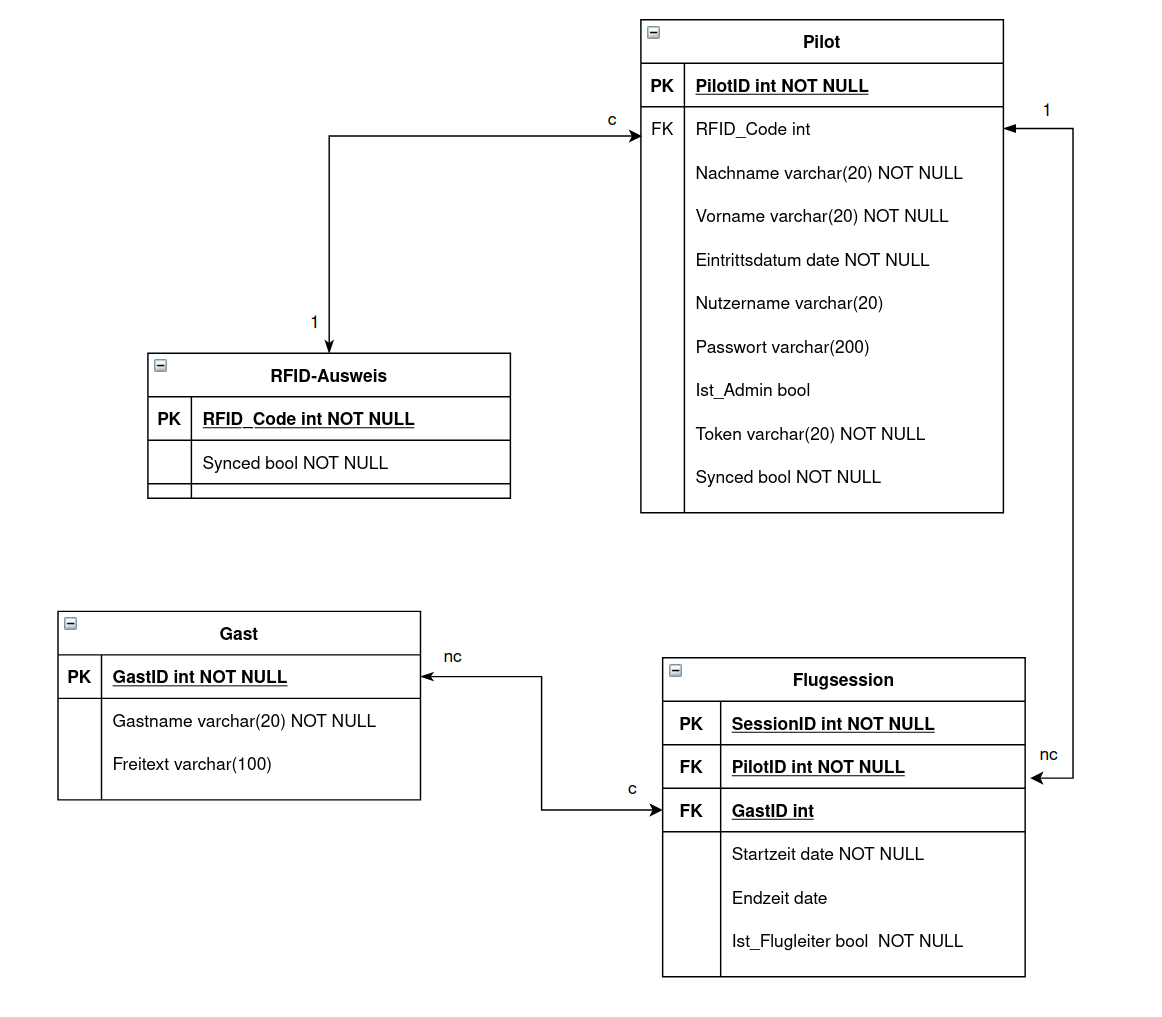 Pilot
PK PilotID int NOT NULL
FK RFID_Code int
Nachname varchar(20) NOT NULL
Vorname varchar(20) NOT NULL
Eintrittsdatum date NOT NULL
Nutzername varchar(20)
Passwort varchar(200)
Ist_Admin bool
Token varchar(20) NOT NULL
Synced bool NOT NULL
c
1
1
nc
RFID-Ausweis
PK RFID_Code int NOT NULL
Synced bool NOT NULL
Gast
PK GastID int NOT NULL
Gastname varchar(20) NOT NULL
Freitext varchar(100)
nc
c
Flugsession
PK SessionID int NOT NULL
FK PilotID int NOT NULL
FK GastID int
Startzeit date NOT NULL
Endzeit date
Ist_Flugleiter bool  NOT NULL